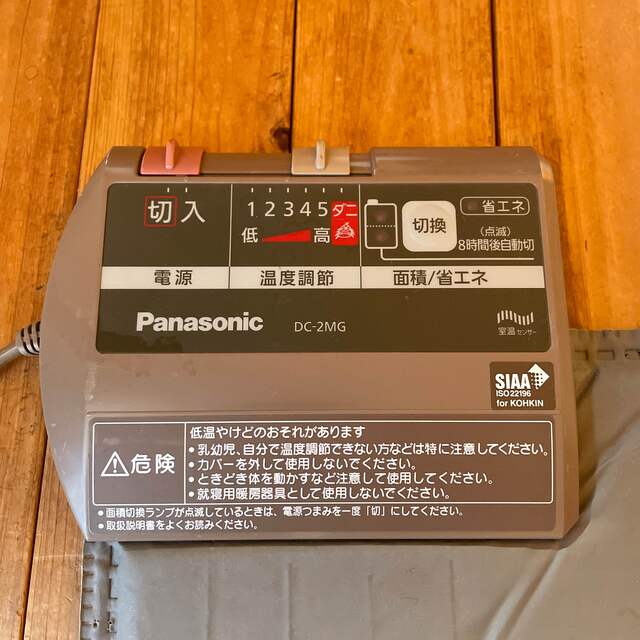 切 入
1 2 3 4 5 ダニ
低 高
切換
省エネ
(点滅)
8時間後自動切
電源
温度調節
面積/省エネ
Panasonic
DC-2MG
室温センサー
SIAA
ISO22196
for KOHKIN
危険
低温やけどのおそれがあります
•乳幼児、自分で温度調節できない方などは特に注意してください。
•カバーを外して使用しないでください。
•ときどき体を動かすなど注意して使用してください。
•就寝用暖房器具として使用しないでください。
•面積切換ランプが点滅しているときは、電源つまみを一度「切」にしてください。
•取扱説明書をよくお読みください。